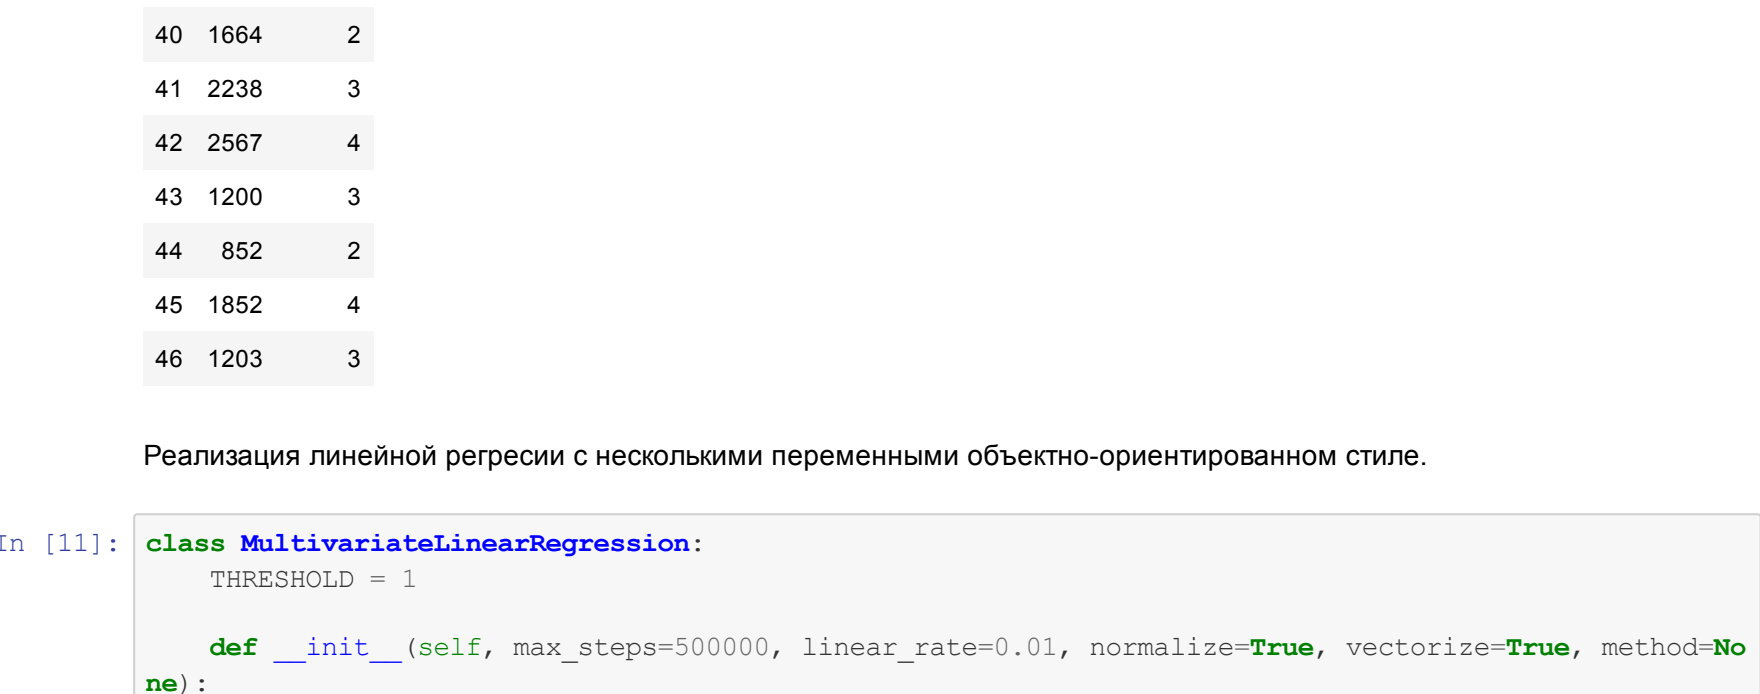 40 1664 2
41 2238 3
42 2567 4
43 1200 3
44 852 2
45 1852 4
46 1203 3
Реализация линейной регресии с несколькими переменными объектно-ориентированном стиле.
In [11]: class MultivariateLinearRegression:
THRESHOLD = 1
def __init__(self, max_steps=500000, linear_rate=0.01, normalize=True, vectorize=True, method=No
ne):